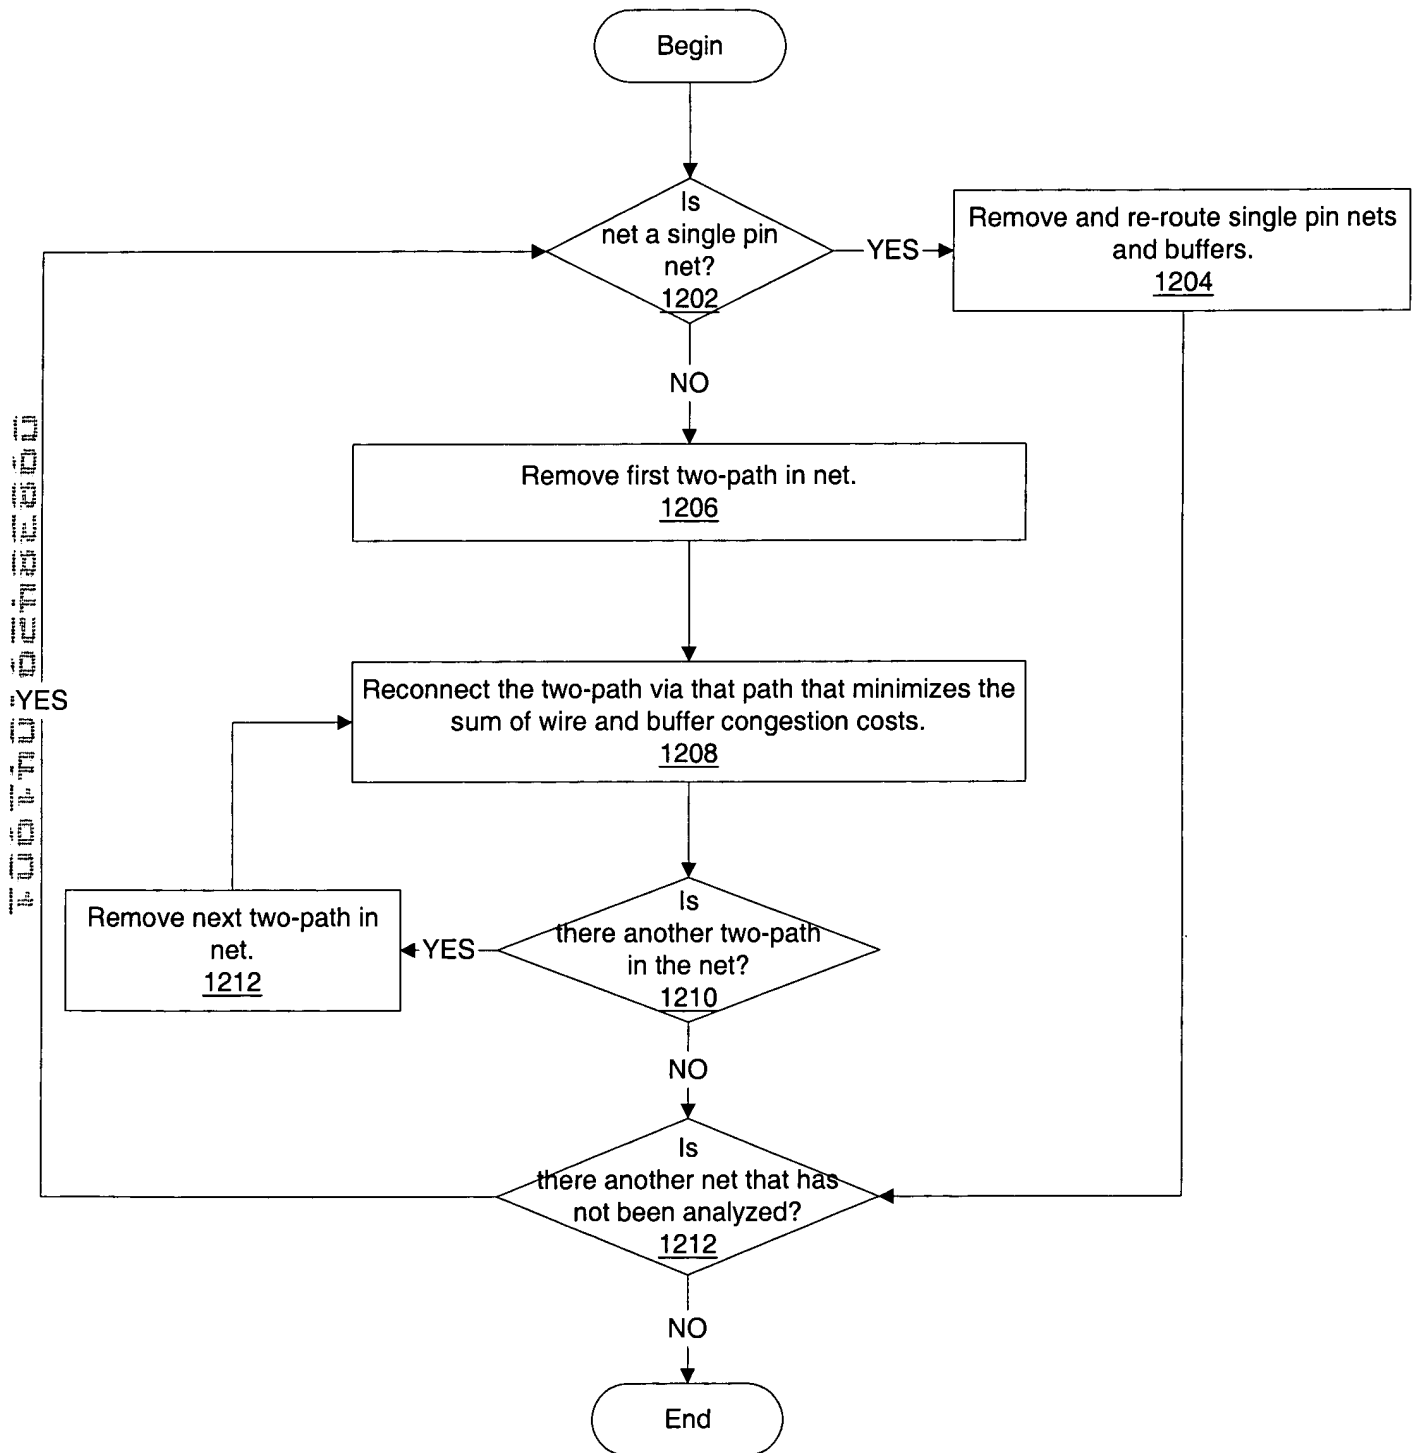 Begin
Is
net a single pin
net?
1202
YES
Remove and re-route single pin nets
and buffers.
1204
NO
Remove first two-path in net.
1206
Reconnect the two-path via that path that minimizes the
sum of wire and buffer congestion costs.
1208
YES
Is
there another two-path
in the net?
1210
YES
Remove next two-path in
net.
1212
NO
Is
there another net that has
not been analyzed?
1212
NO
End